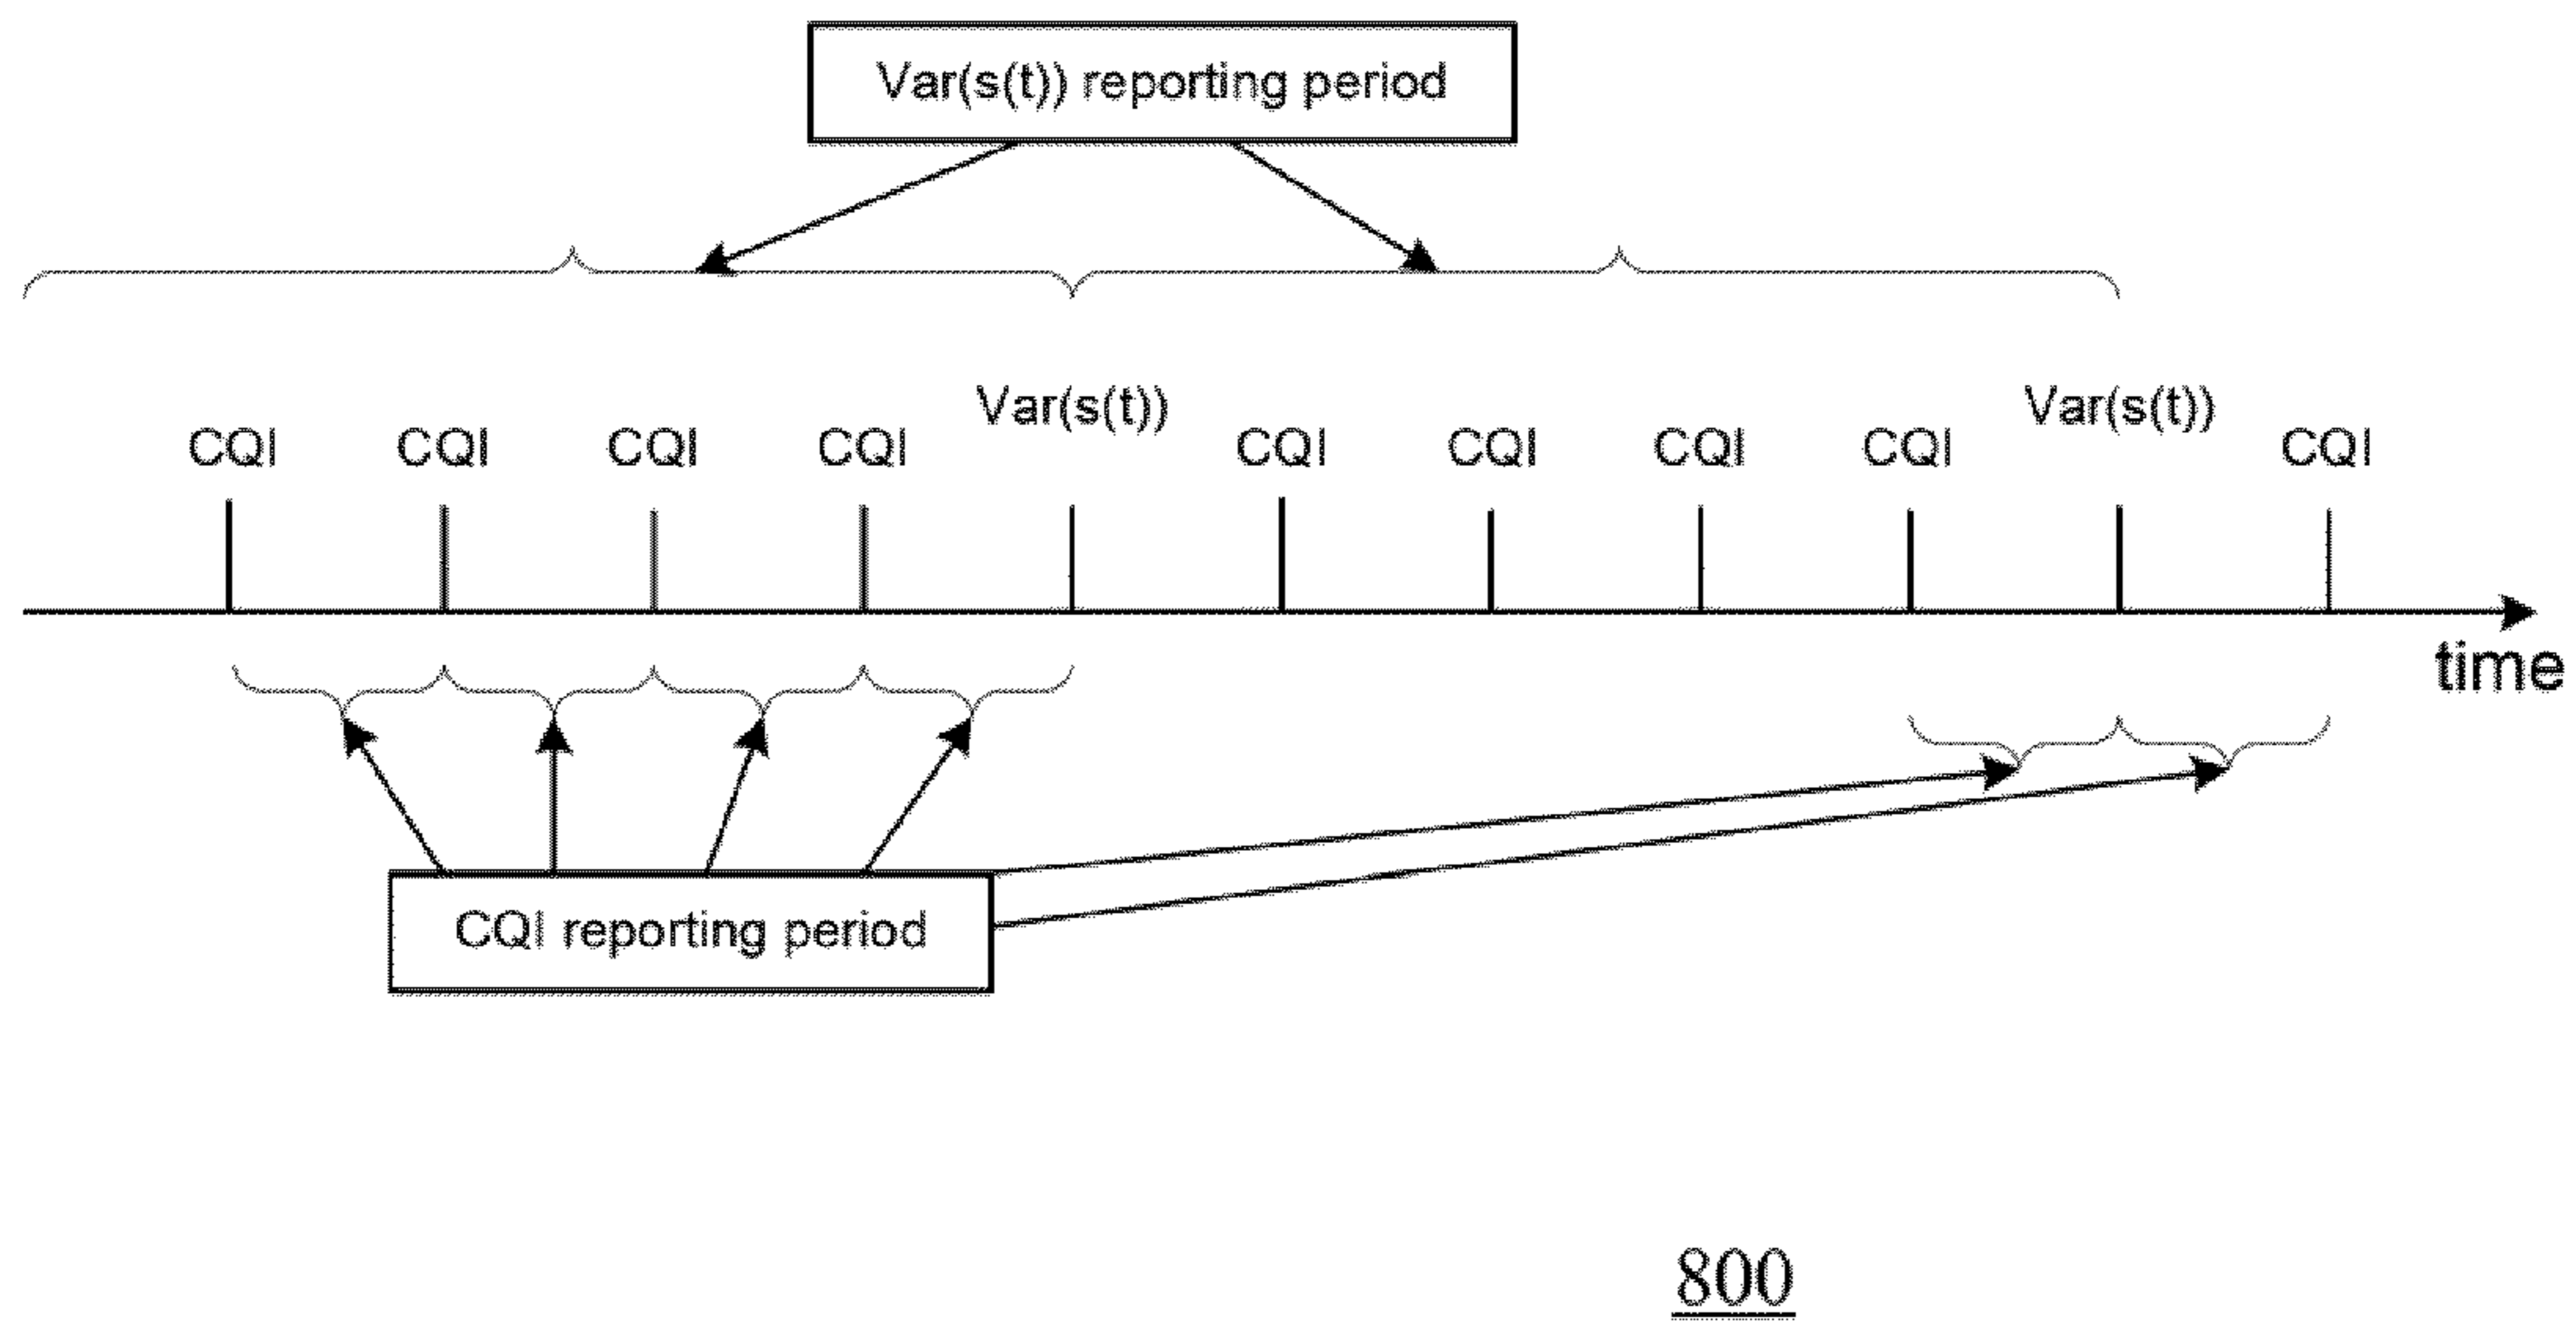 Var(s(t)) reporting period
Var(s(t)) Var(s(t))
CQI CQI CQI CQI CQI CQI CQI CQI CQI
time
CQI reporting period
800